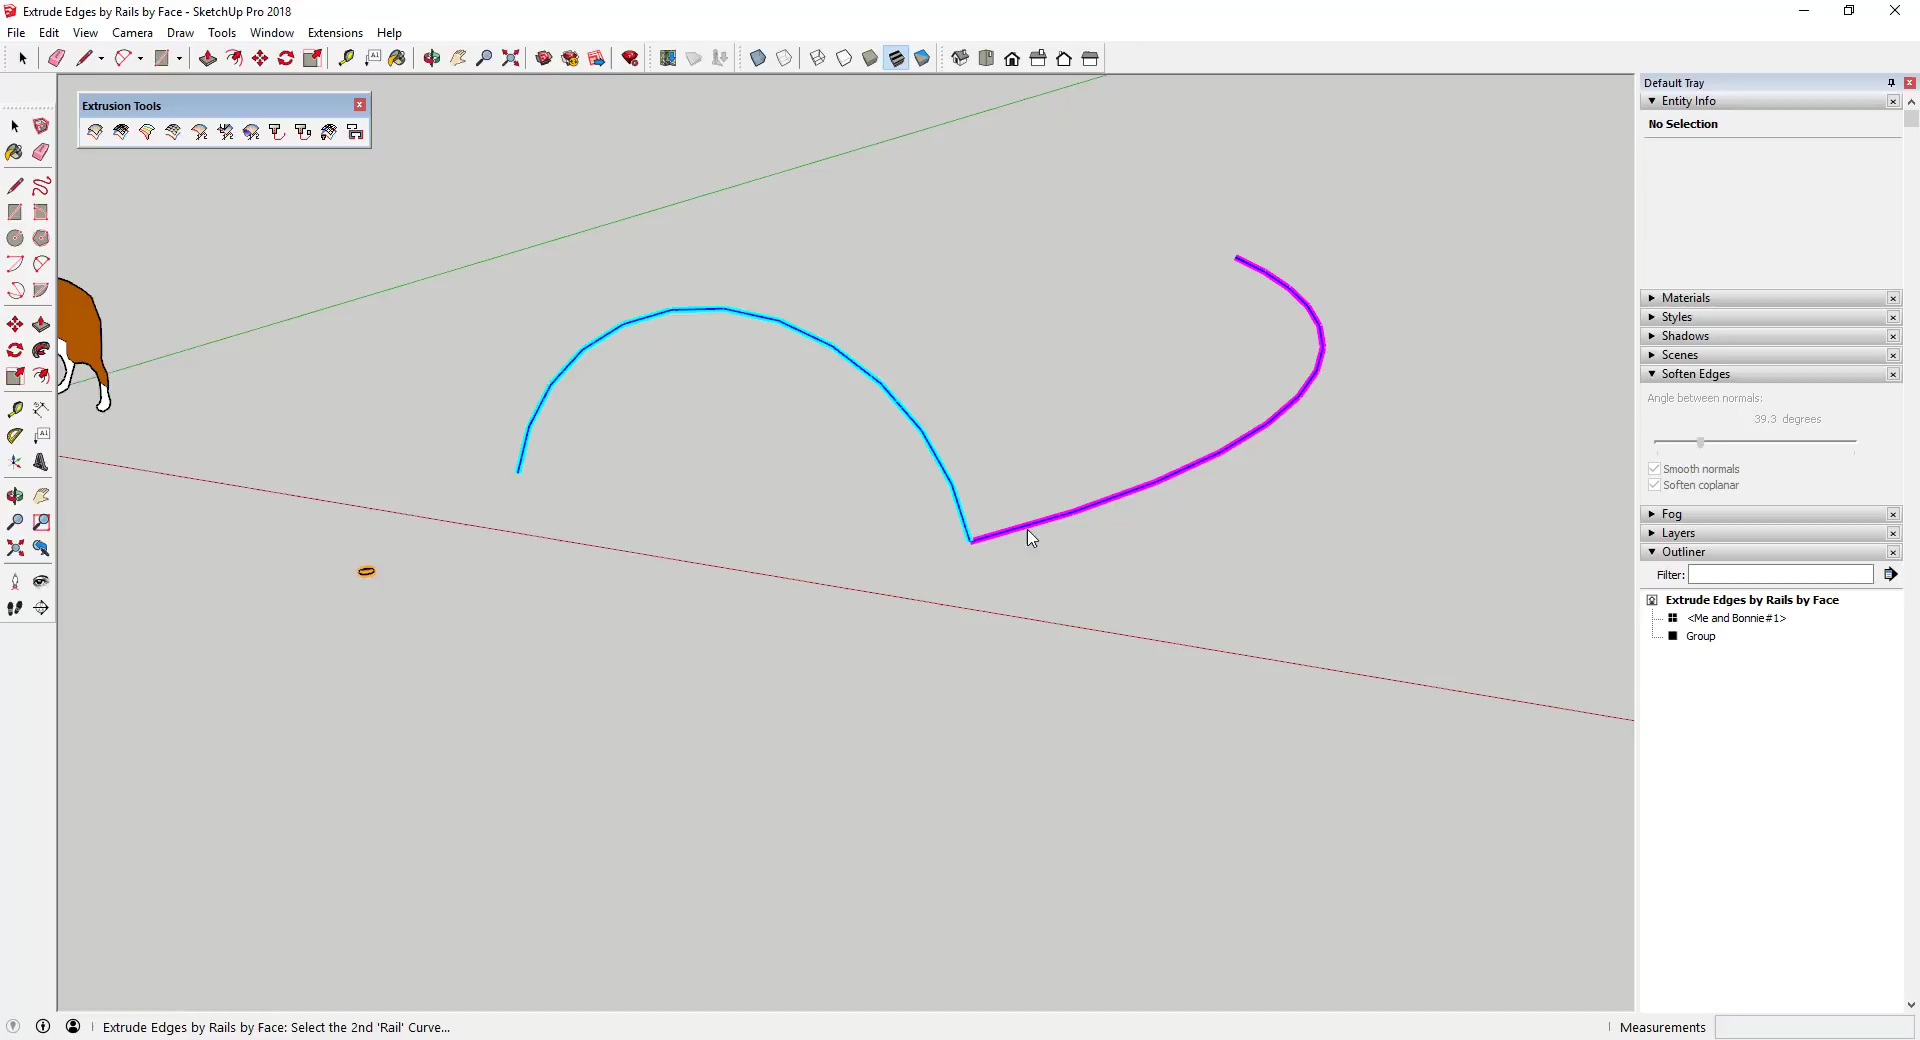 Extrude Edges by Rails by Face - SketchUp Pro 2018
File Edit View Camera Draw Tools Window Extensions Help
Extrusion Tools
Default Tray
Entity Info
No Selection
Materials
Styles
Shadows
Scenes
Soften Edges
Angle between normals:
39.3 degrees
Smooth normals
Soften coplanar
Fog
Layers
Outliner
Filter:
Extrude Edges by Rails by Face
<Me and Bonnie#1>
Group
Extrude Edges by Rails by Face: Select the 2nd 'Rail' Curve...
Measurements